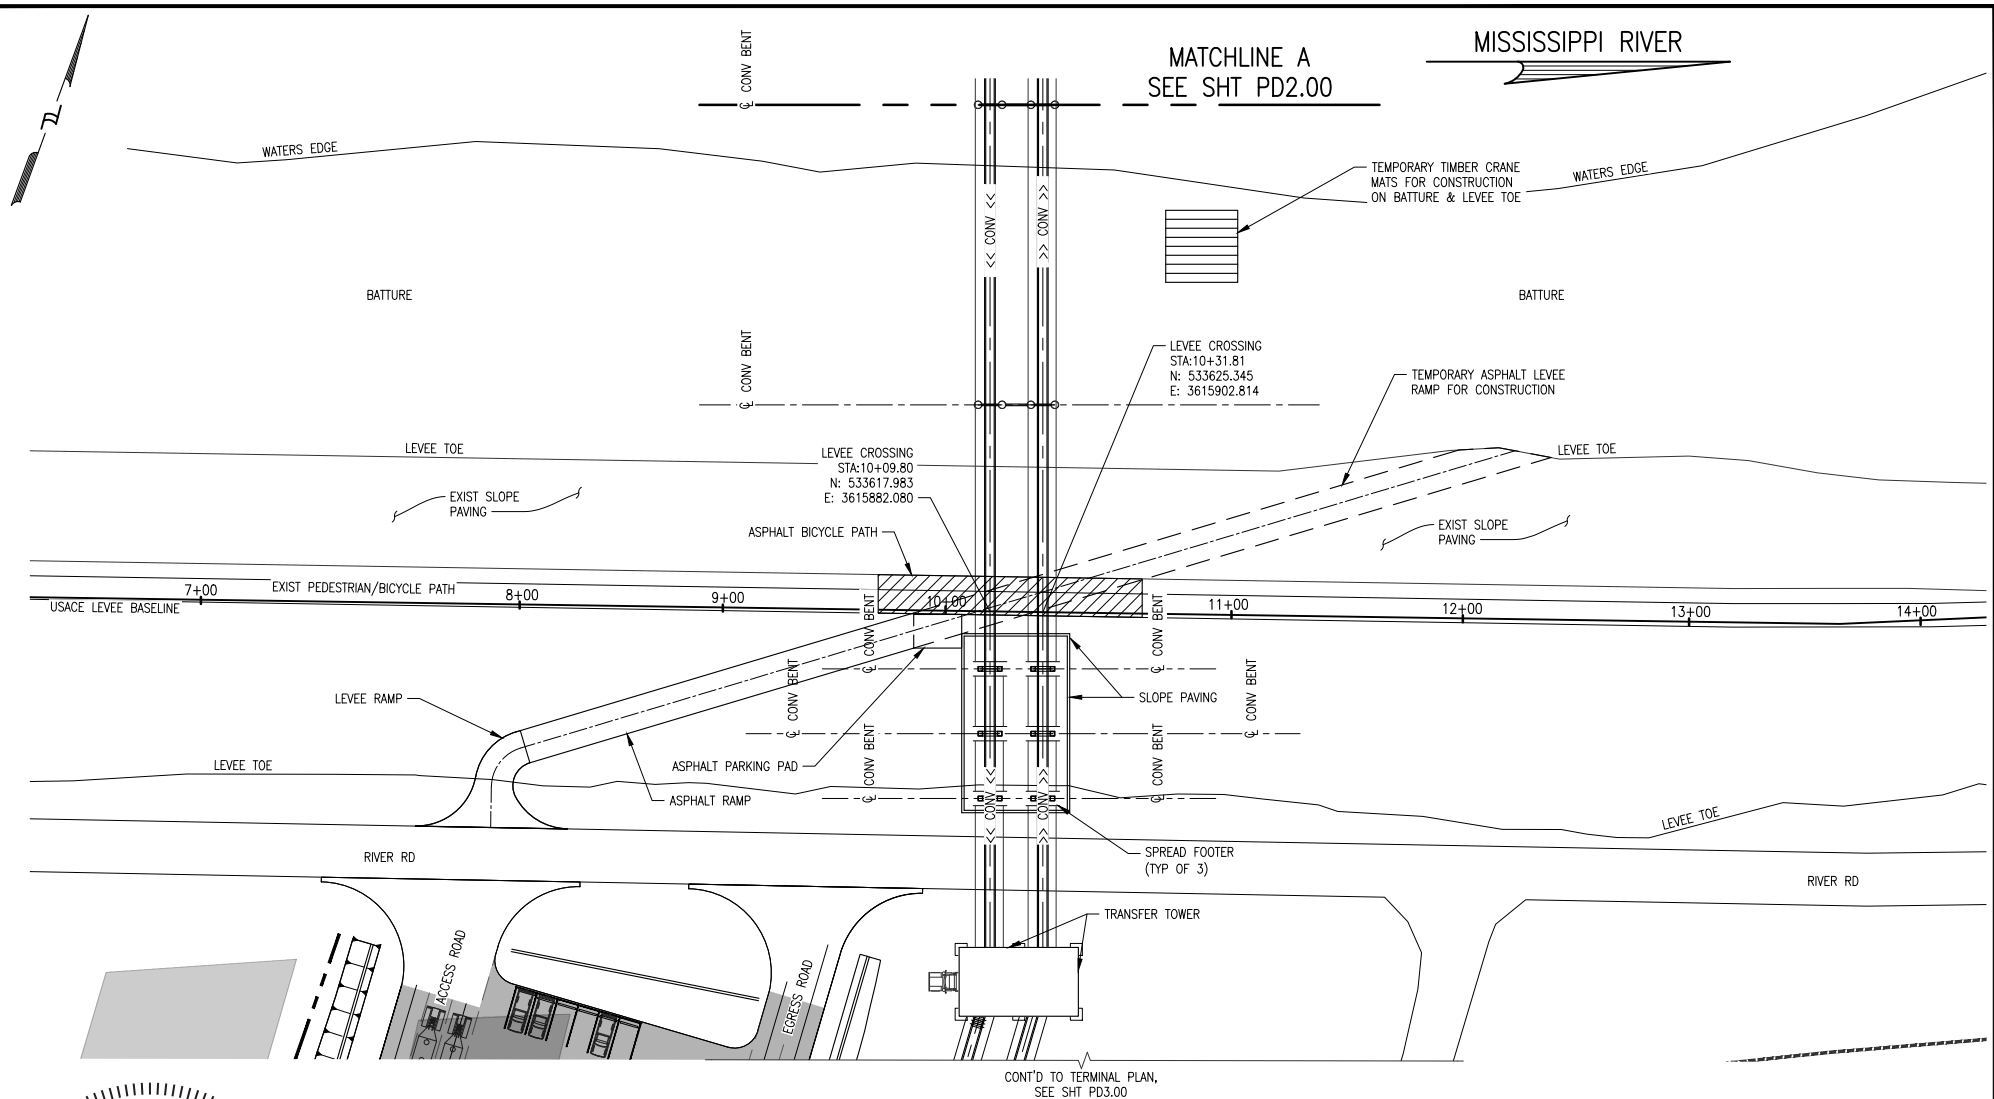 MATCHLINE A
SEE SHT PD2.00
MISSISSIPPI RIVER
℄ CONV BENT
WATERS EDGE
TEMPORARY TIMBER CRANE
MATS FOR CONSTRUCTION
ON BATTURE & LEVEE TOE
WATERS EDGE
<< CONV <<
>> CONV >>
BATTURE
BATTURE
℄ CONV BENT
LEVEE CROSSING
STA:10+31.81
N: 533625.345
E: 3615902.814
TEMPORARY ASPHALT LEVEE
RAMP FOR CONSTRUCTION
LEVEE TOE
LEVEE TOE
LEVEE CROSSING
STA:10+09.80
N: 533617.983
E: 3615882.080
EXIST SLOPE
PAVING
EXIST SLOPE
PAVING
ASPHALT BICYCLE PATH
EXIST PEDESTRIAN/BICYCLE PATH
USACE LEVEE BASELINE
7+00
8+00
9+00
10+00
11+00
12+00
13+00
14+00
℄ CONV BENT
℄ CONV BENT
℄ CONV BENT
℄ CONV BENT
LEVEE RAMP
SLOPE PAVING
℄ CONV BENT
℄ CONV BENT
LEVEE TOE
ASPHALT PARKING PAD
ASPHALT RAMP
<< CONV <<
>> CONV >>
LEVEE TOE
RIVER RD
SPREAD FOOTER
(TYP OF 3)
RIVER RD
TRANSFER TOWER
ACCESS ROAD
EGRESS ROAD
CONT'D TO TERMINAL PLAN,
SEE SHT PD3.00